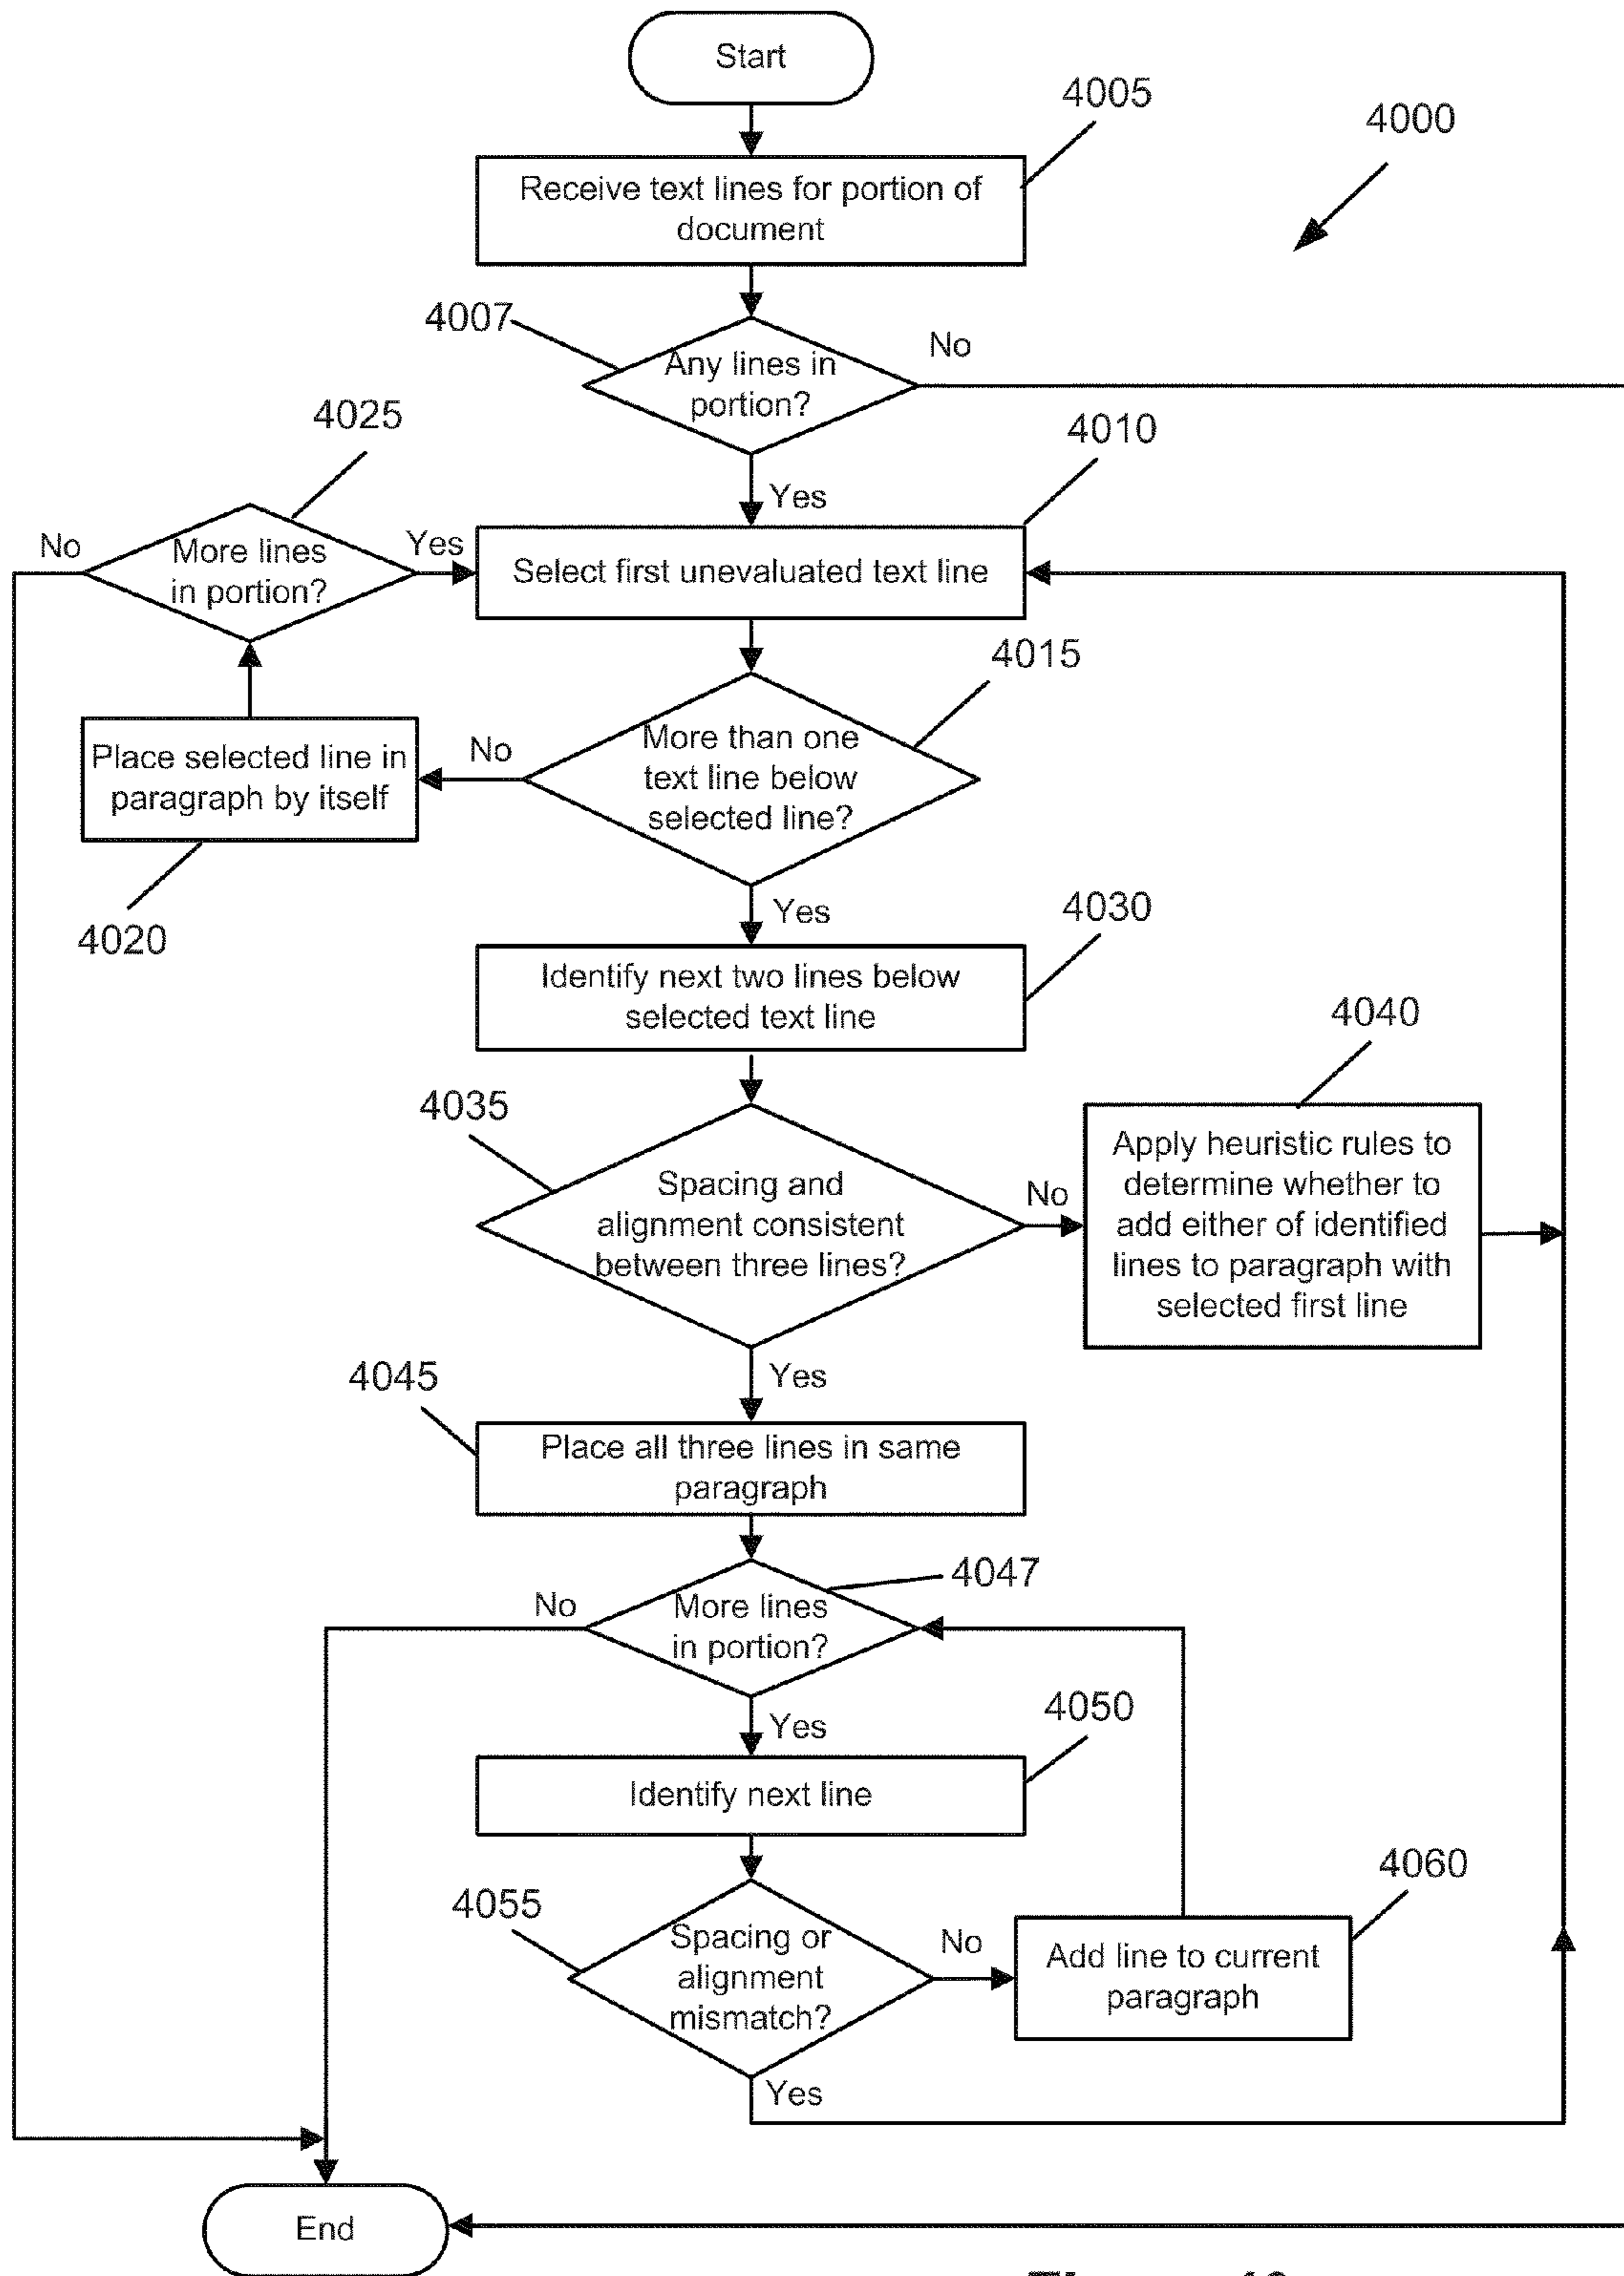 Start
4005
4000
Receive text lines for portion of
document
4007
No
Any lines in
portion?
4025
4010
Yes
No
More lines
in portion?
Yes
Select first unevaluated text line
4015
Place selected line in
paragraph by itself
No
More than one
text line below
selected line?
4020
Yes
4030
Identify next two lines below
selected text line
4040
4035
Spacing and
alignment consistent
between three lines?
No
Apply heuristic rules to
determine whether to
add either of identified
lines to paragraph with
selected first line
4045
Yes
Place all three lines in same
paragraph
4047
No
More lines
in portion?
Yes
4050
Identify next line
4060
4055
Spacing or
alignment
mismatch?
No
Add line to current
paragraph
Yes
End